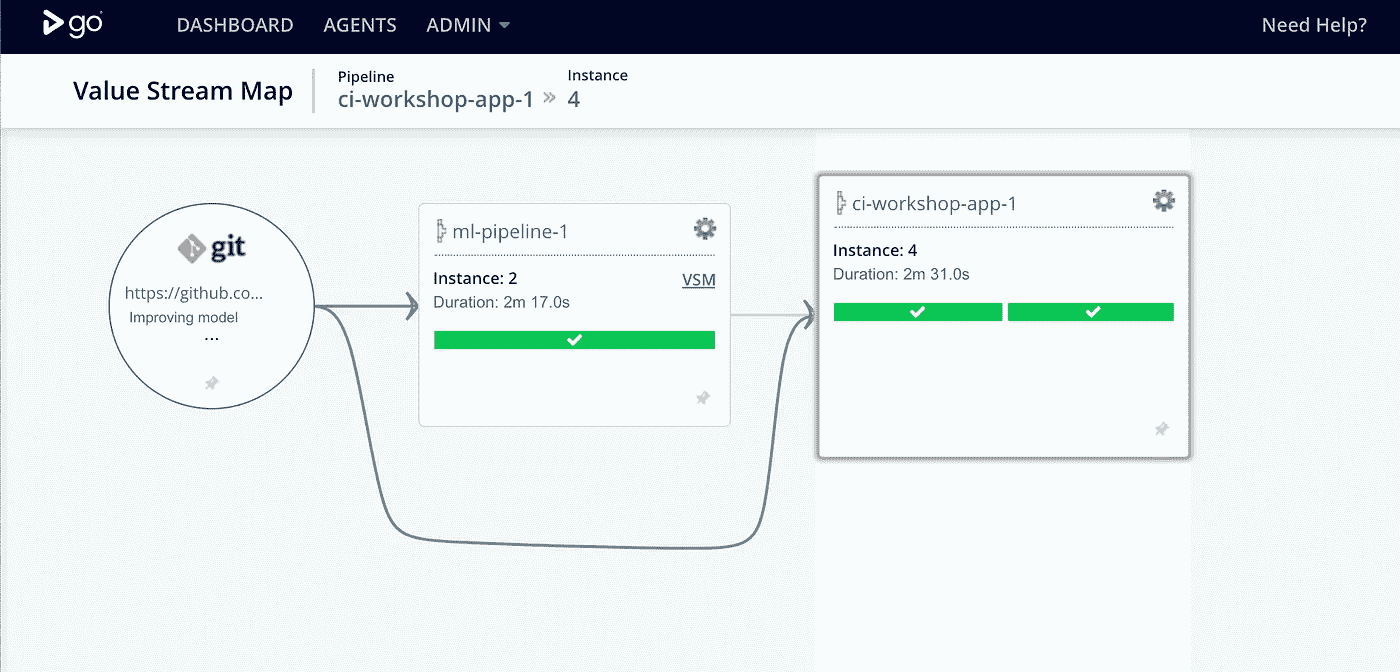 go
DASHBOARD AGENTS ADMIN
Need Help?
Value Stream Map
Pipeline
ci-workshop-app-1 »
Instance
4
git
https://github.co...
Improving model
...
ml-pipeline-1
Instance: 2
VSM
Duration: 2m 17.0s
ci-workshop-app-1
Instance: 4
Duration: 2m 31.0s